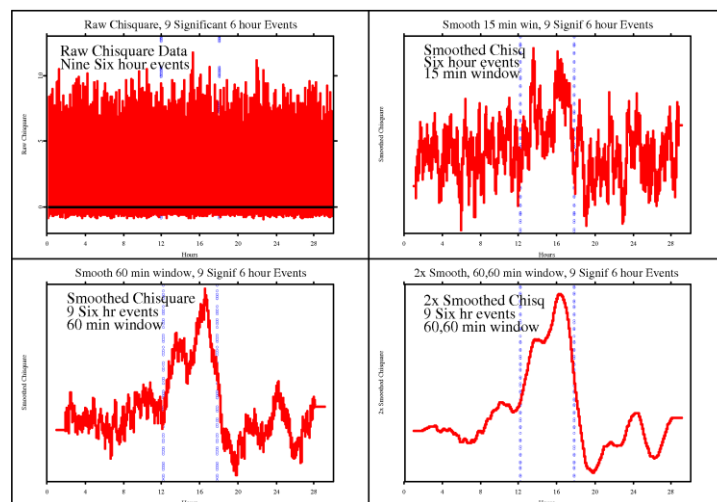 Raw Chisquare, 9 Significant 6 hour Events
Raw Chisquare Data
Nine Six hour events
Raw Chisquare
10
5
0
0 4 8 12 16 20 24 28
Hours
Smooth 15 min win, 9 Signif 6 hour Events
Smoothed Chisq
Six hour events
15 min window
Smoothed Chisquare
0 4 8 12 16 20 24 28
Hours
Smooth 60 min window, 9 Signif 6 hour Events
Smoothed Chisquare
9 Six hr events
60 min window
Smoothed Chisquare
0 4 8 12 16 20 24 28
Hours
2x Smooth, 60,60 min window, 9 Signif 6 hour Events
2x Smoothed Chisq
9 Six hr events
60,60 min window
2x Smoothed Chisquare
0 4 8 12 16 20 24 28
Hours